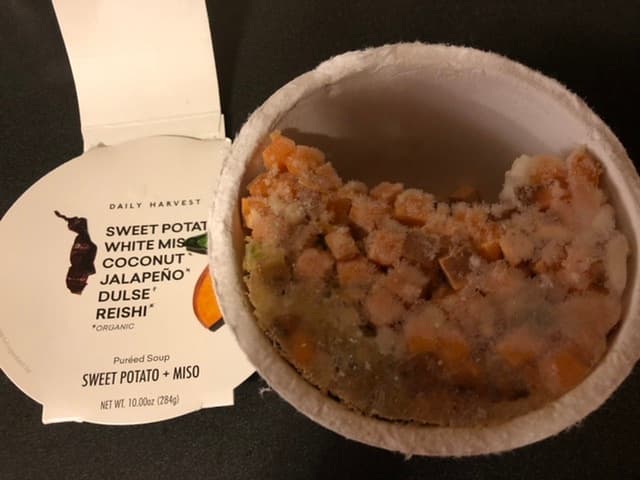 DAILY HARVEST
SWEET POTAT
WHITE MIS
COCONUT*
JALAPEÑO*
DULSE*
REISHI*
*ORGANIC
Puréed Soup
SWEET POTATO + MISO
NET WT. 10.00oz (284g)